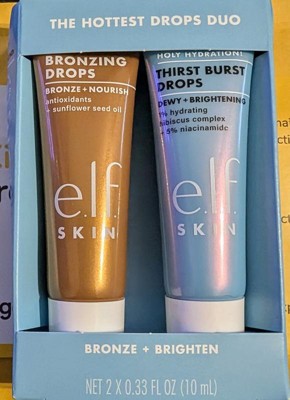 THE HOTTEST DROPS DUO
BRONZING
DROPS
BRONZE + NOURISH
antioxidants
+ sunflower seed oil
e.l.f.
SKIN
HOLY HYDRATION!
THIRST BURST
DROPS
DEWY + BRIGHTENING
hydrating
hibiscus complex
+ 5% niacinamide
e.l.f.
SKIN
BRONZE + BRIGHTEN
NET 2 X 0.33 FL OZ (10 mL)